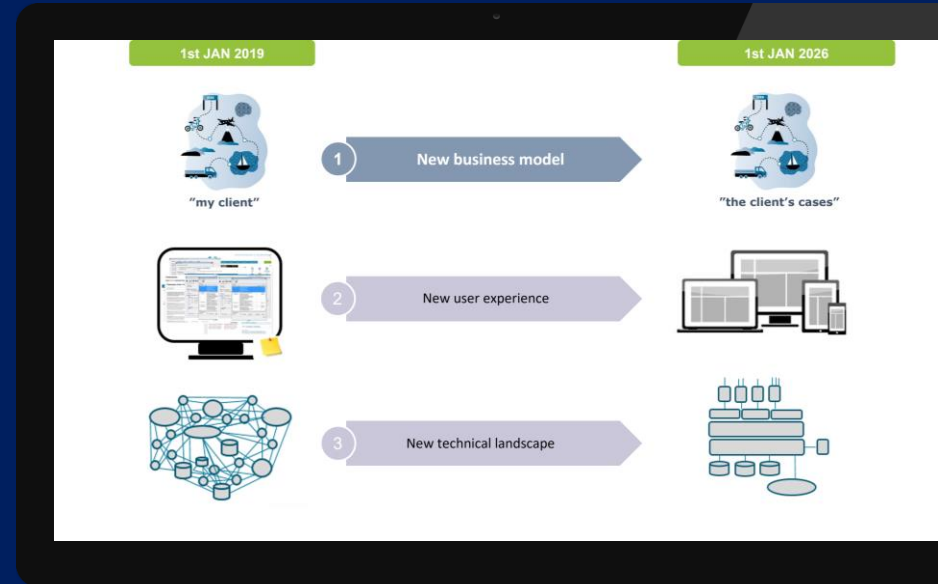 1st JAN 2019
1st JAN 2026
1
New business model
"my client"
"the client's cases"
2
New user experience
3
New technical landscape